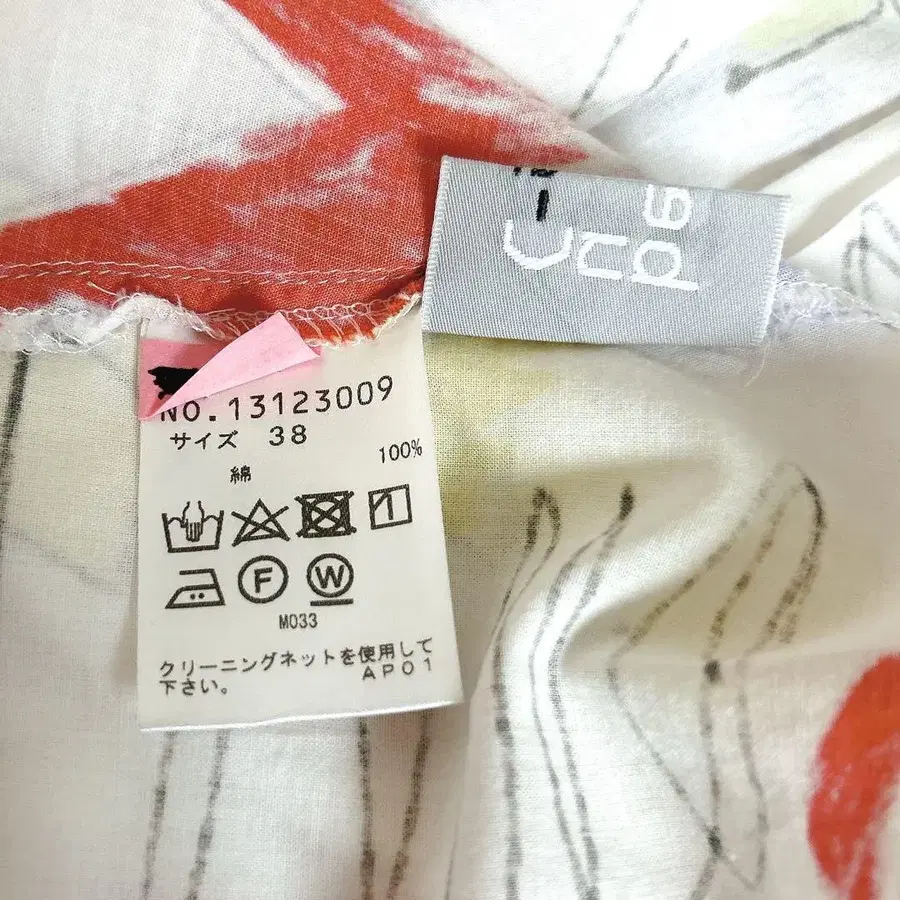 NO.13123009
サイズ 38
綿 100%
1
F W
M033
クリーニングネットを使用して
下さい。 AP01